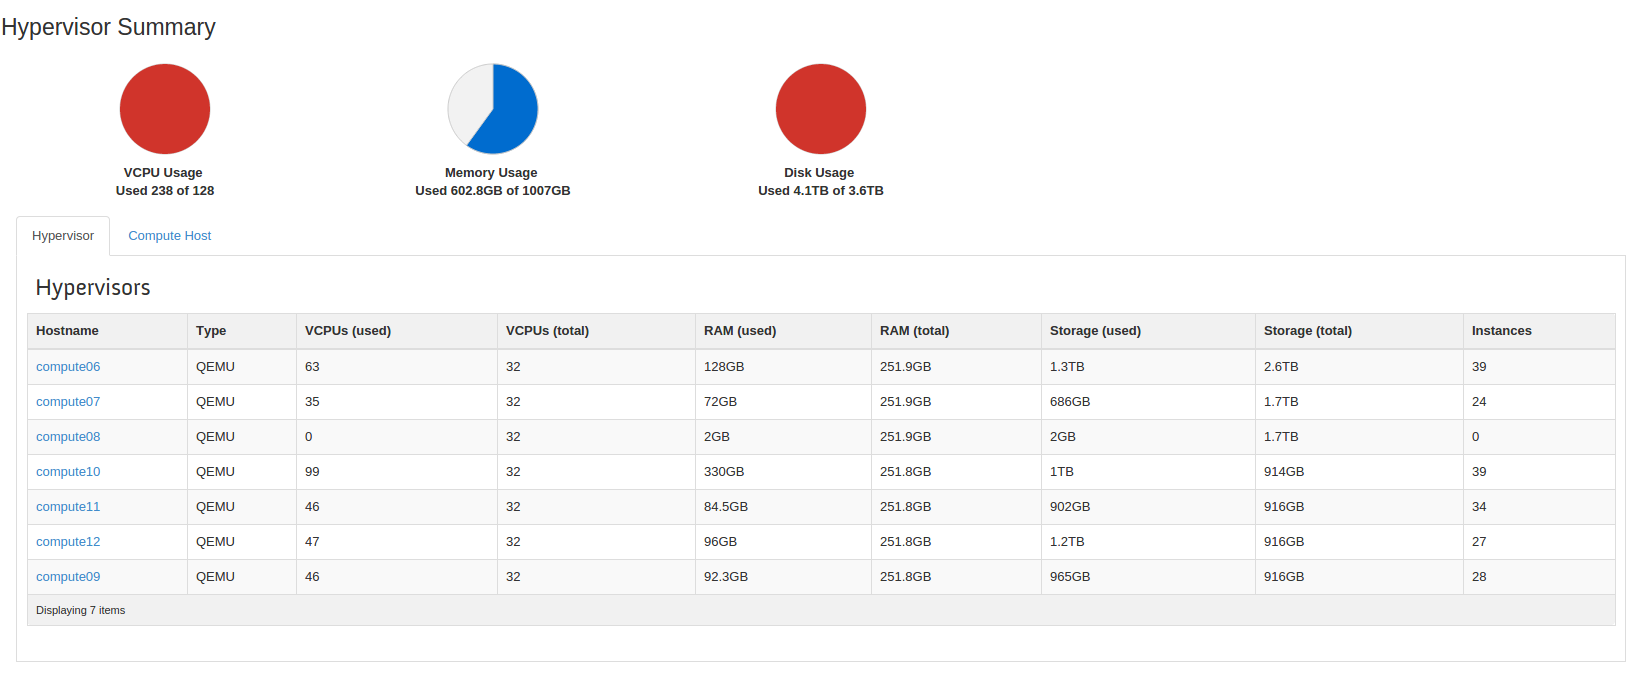 Hypervisor Summary
VCPU Usage
Used 238 of 128
Memory Usage
Used 602.8GB of 1007GB
Disk Usage
Used 4.1TB of 3.6TB
Hypervisor Compute Host
Hypervisors
Hostname Type VCPUs (used) VCPUs (total) RAM (used) RAM (total) Storage (used) Storage (total) Instances
compute06 QEMU 63 32 128GB 251.9GB 1.3TB 2.6TB 39
compute07 QEMU 35 32 72GB 251.9GB 686GB 1.7TB 24
compute08 QEMU 0 32 2GB 251.9GB 2GB 1.7TB 0
compute10 QEMU 99 32 330GB 251.8GB 1TB 914GB 39
compute11 QEMU 46 32 84.5GB 251.8GB 902GB 916GB 34
compute12 QEMU 47 32 96GB 251.8GB 1.2TB 916GB 27
compute09 QEMU 46 32 92.3GB 251.8GB 965GB 916GB 28
Displaying 7 items